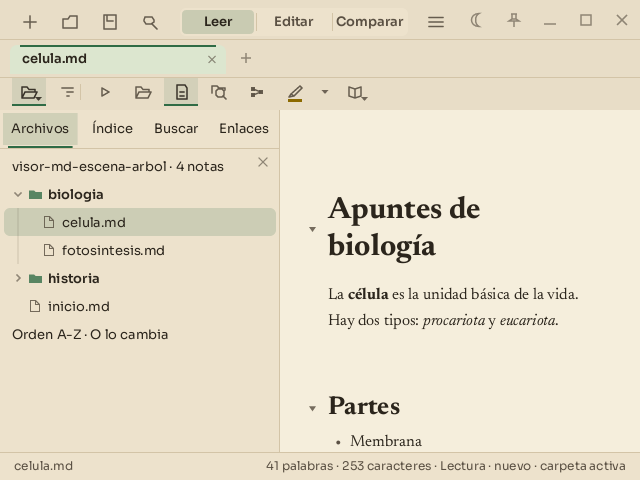 Leer Editar Comparar
celula.md
Archivos Índice Buscar Enlaces
visor-md-escena-arbol · 4 notas
biologia
celula.md
fotosintesis.md
historia
inicio.md
Orden A-Z · O lo cambia
Apuntes de
biología
La célula es la unidad básica de la vida.
Hay dos tipos: procariota y eucariota.
Partes
• Membrana
celula.md
41 palabras · 253 caracteres · Lectura · nuevo · carpeta activa